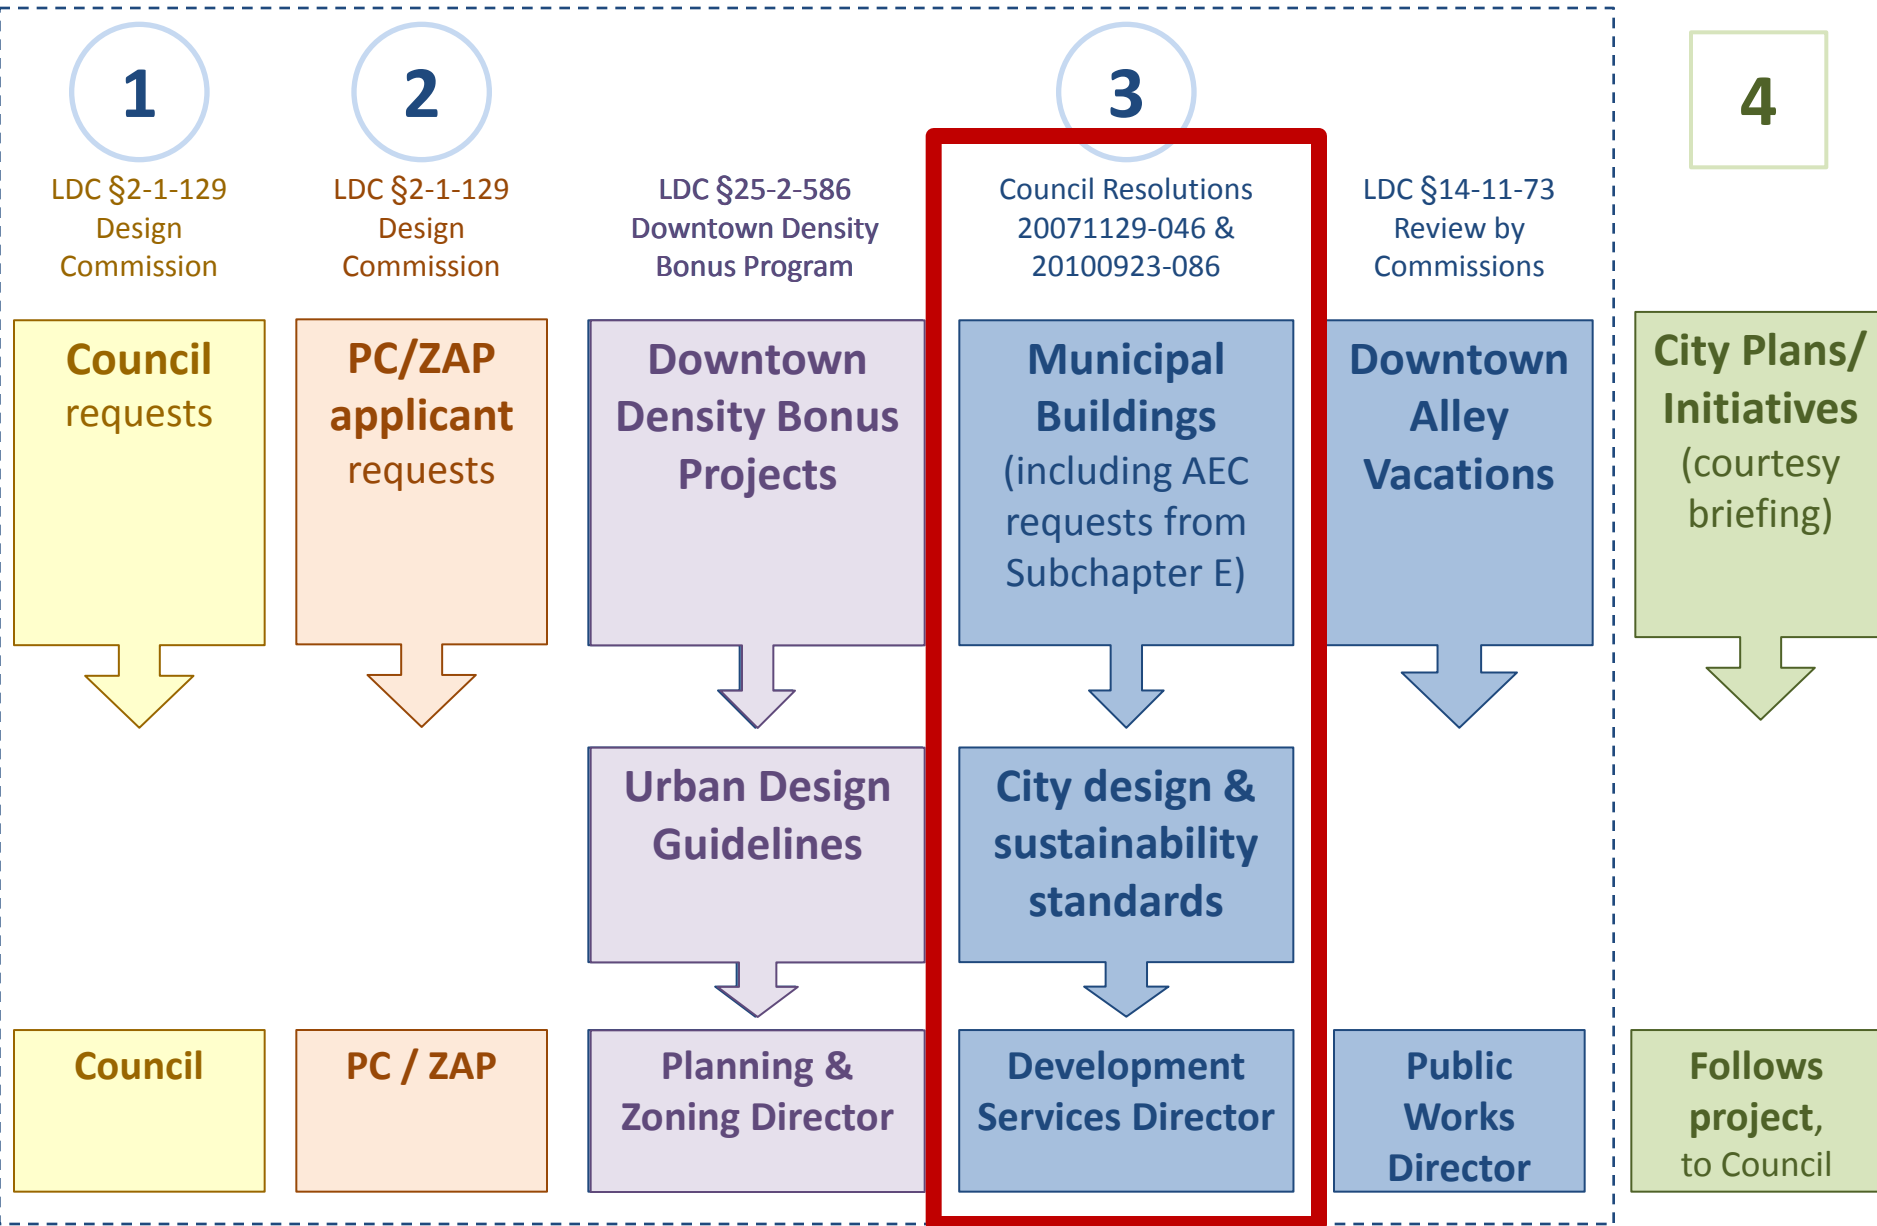 1
2
3
4
LDC §2-1-129
Design
Commission
LDC §2-1-129
Design
Commission
LDC §25-2-586
Downtown Density
Bonus Program
Council Resolutions
20071129-046 &
20100923-086
LDC §14-11-73
Review by
Commissions
Council
requests
PC/ZAP
applicant
requests
Downtown
Density Bonus
Projects
Municipal
Buildings
(including AEC
requests from
Subchapter E)
Downtown
Alley
Vacations
City Plans/
Initiatives
(courtesy
briefing)
Urban Design
Guidelines
City design &
sustainability
standards
Council
PC / ZAP
Planning &
Zoning Director
Development
Services Director
Public
Works
Director
Follows
project,
to Council